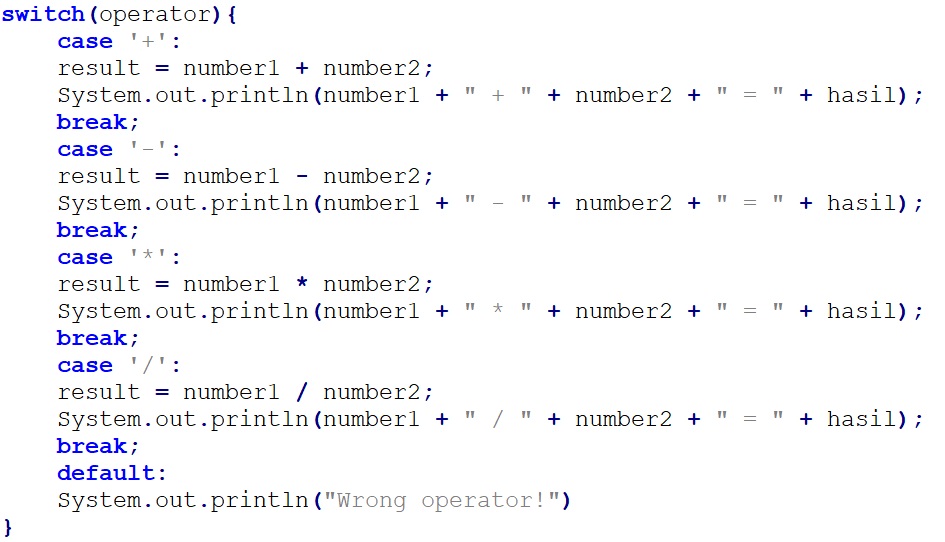 switch(operator){
    case '+':
    result = number1 + number2;
    System.out.println(number1 + " + " + number2 + " = " + hasil);
    break;
    case '-':
    result = number1 - number2;
    System.out.println(number1 + " - " + number2 + " = " + hasil);
    break;
    case '*':
    result = number1 * number2;
    System.out.println(number1 + " * " + number2 + " = " + hasil);
    break;
    case '/':
    result = number1 / number2;
    System.out.println(number1 + " / " + number2 + " = " + hasil);
    break;
    default:
    System.out.println("Wrong operator!")
}